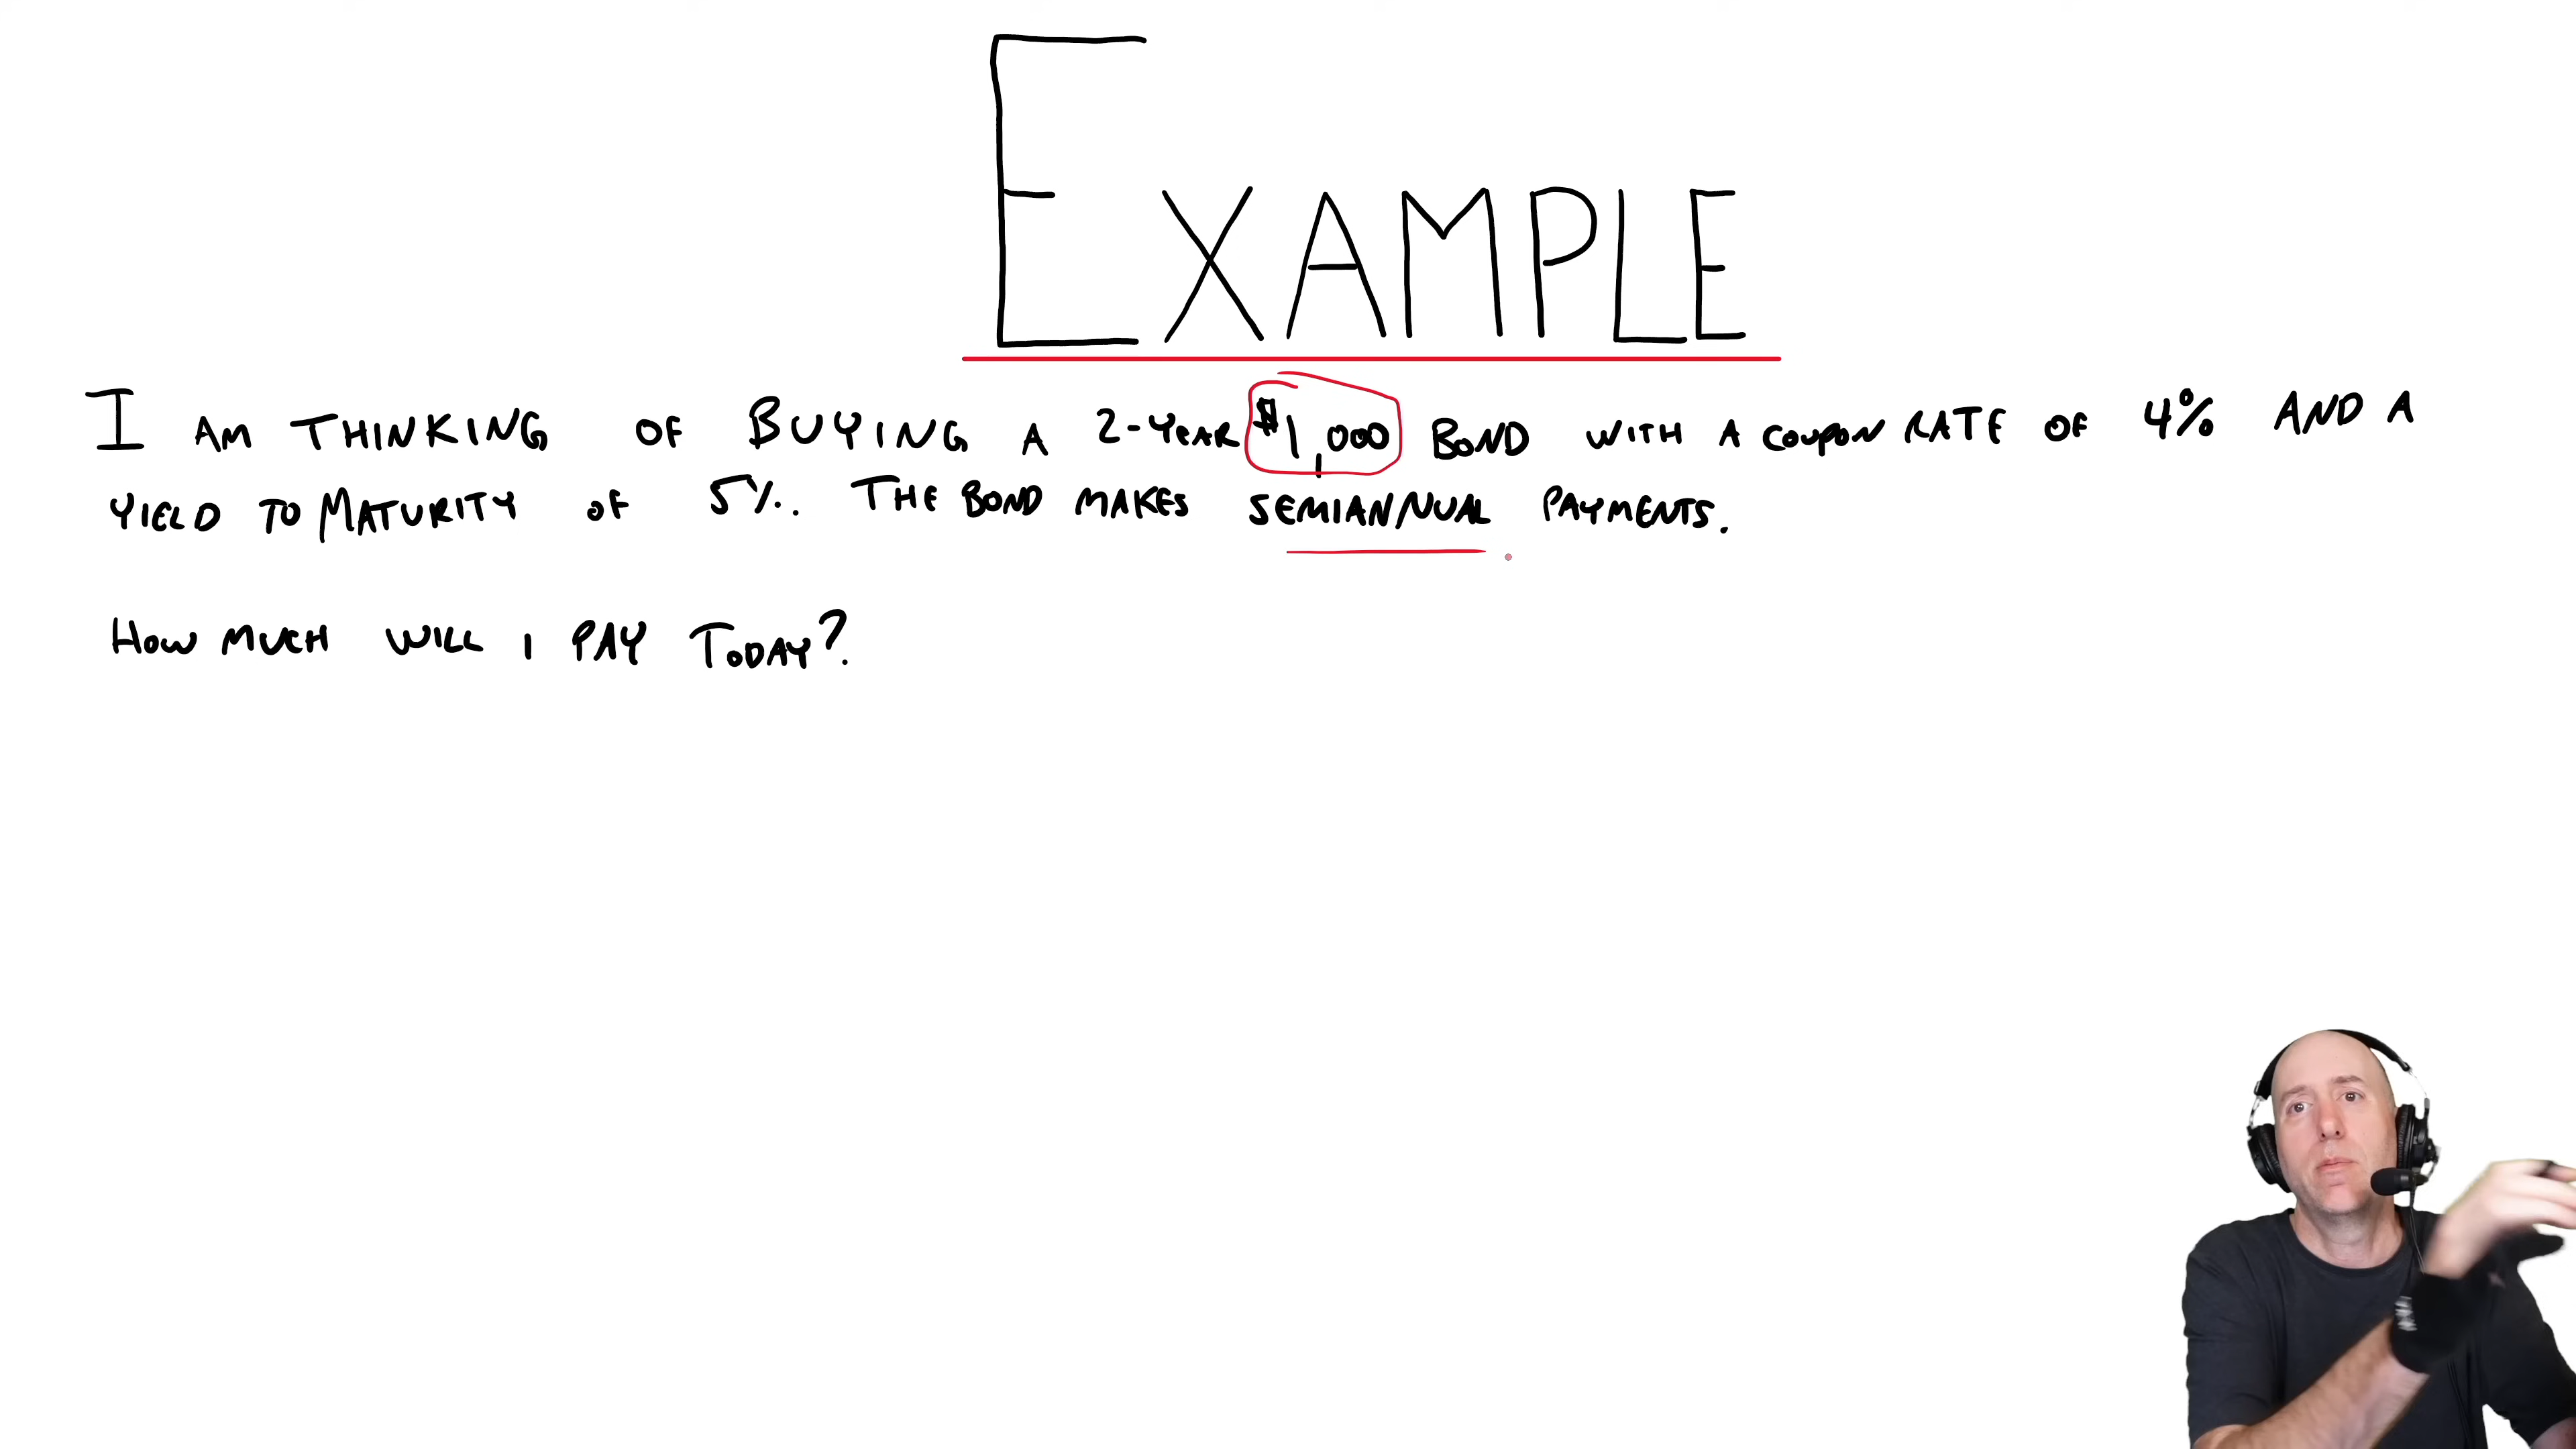 EXAMPLE
I AM THINKING OF BUYING A 2-YEAR $1,000 BOND WITH A COUPON RATE OF 4% AND A
YIELD TO MATURITY OF 5%. THE BOND MAKES SEMIANNUAL PAYMENTS.
HOW MUCH WILL I PAY TODAY?